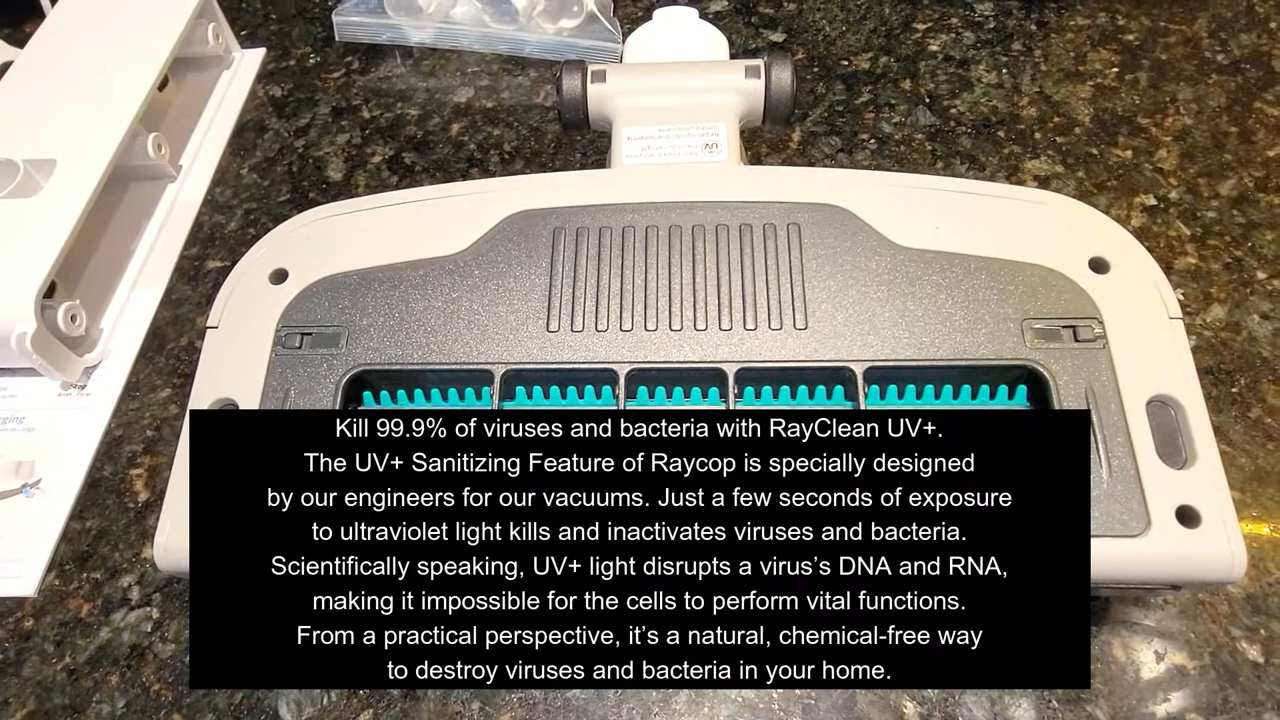 UV
Stop
Kill 99.9% of viruses and bacteria with RayClean UV+.
The UV+ Sanitizing Feature of Raycop is specially designed
by our engineers for our vacuums. Just a few seconds of exposure
to ultraviolet light kills and inactivates viruses and bacteria.
Scientifically speaking, UV+ light disrupts a virus’s DNA and RNA,
making it impossible for the cells to perform vital functions.
From a practical perspective, it’s a natural, chemical-free way
to destroy viruses and bacteria in your home.